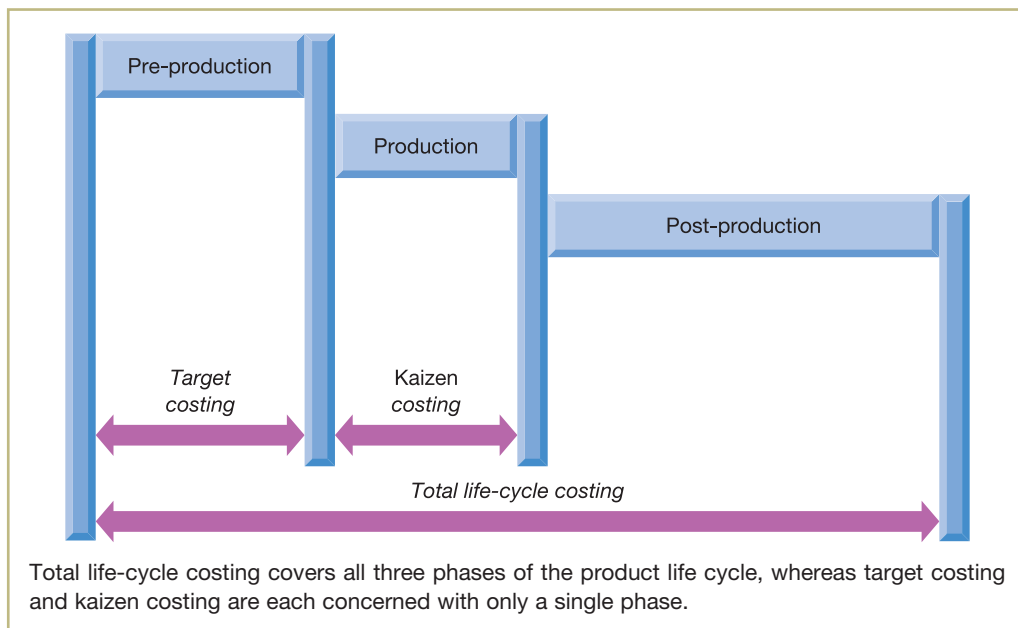 Pre-production
Production
Post-production
Target
costing
Kaizen
costing
Total life-cycle costing
Total life-cycle costing covers all three phases of the product life cycle, whereas target costing
and kaizen costing are each concerned with only a single phase.